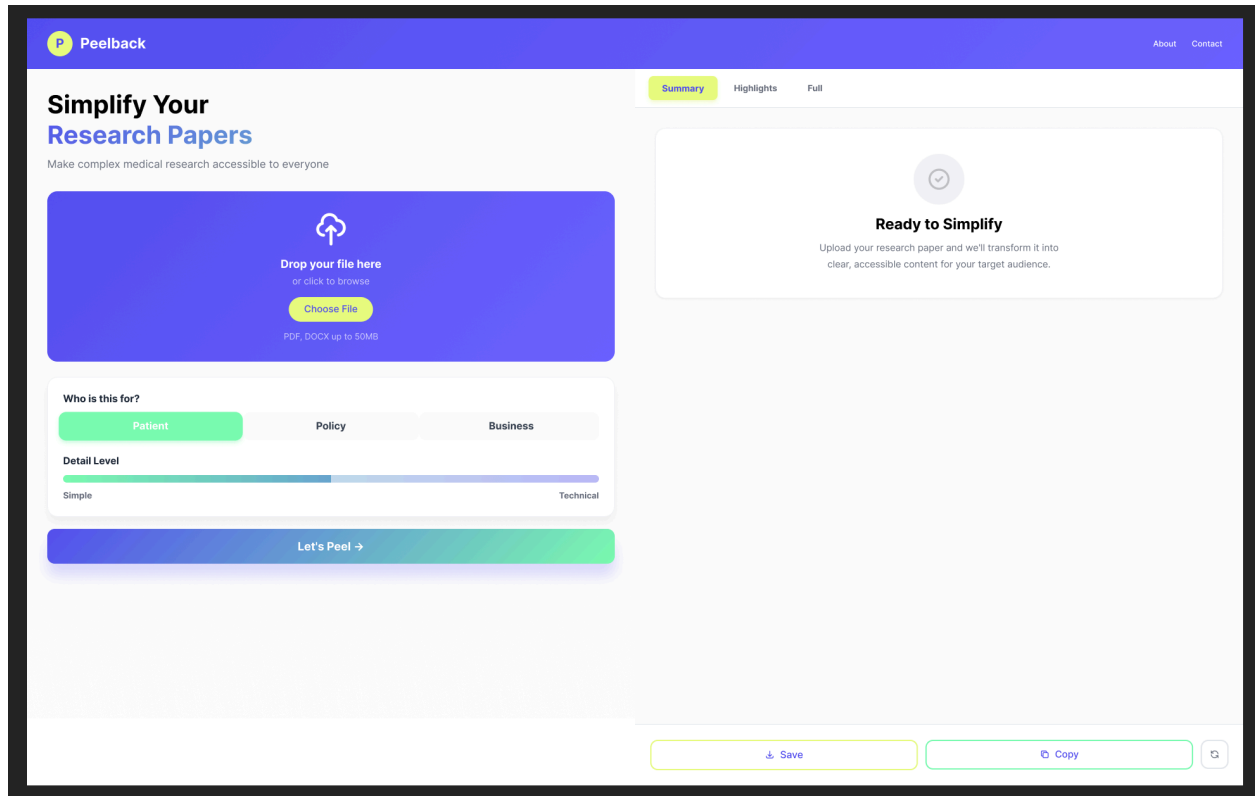 P Peelback
About Contact
Simplify Your
Research Papers
Make complex medical research accessible to everyone
Drop your file here
or click to browse
Choose File
PDF, DOCX up to 50MB
Who is this for?
Patient Policy Business
Detail Level
Simple Technical
Let's Peel →
Summary Highlights Full
Ready to Simplify
Upload your research paper and we'll transform it into
clear, accessible content for your target audience.
Save Copy